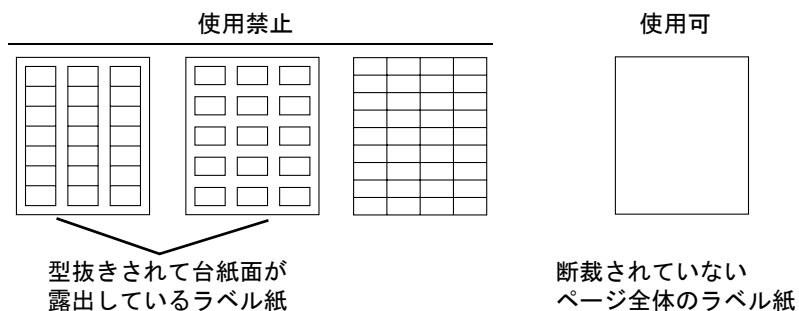 使用禁止
使用可
型抜きされて台紙面が
露出しているラベル紙
断裁されていない
ページ全体のラベル紙